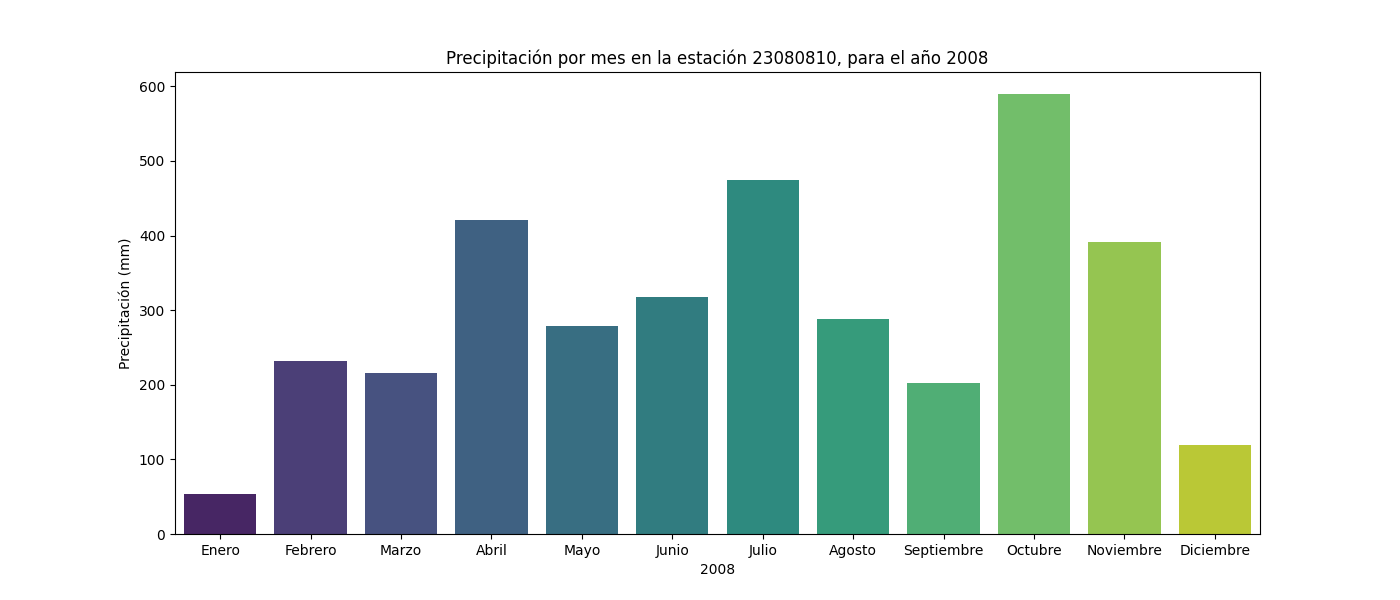 Precipitación por mes en la estación 23080810, para el año 2008
Precipitación (mm)
600
500
400
300
200
100
0
Enero Febrero Marzo Abril Mayo Junio Julio Agosto Septiembre Octubre Noviembre Diciembre
2008